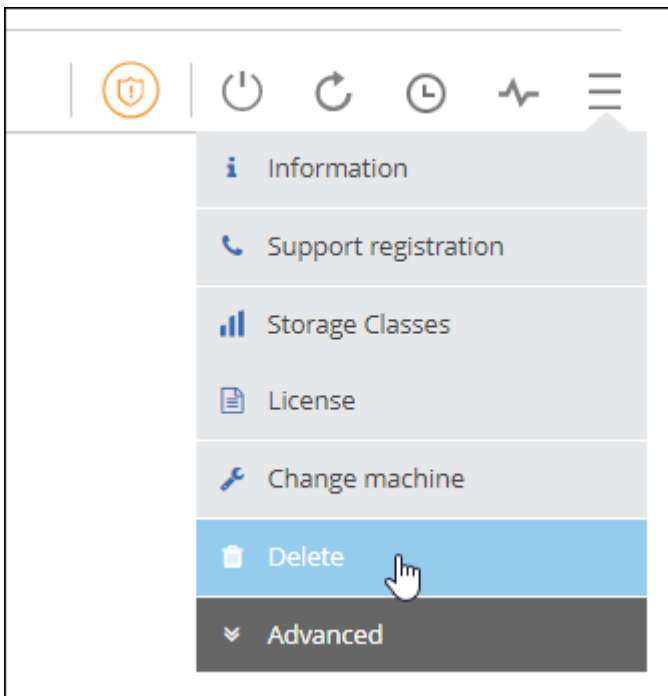 Information
Support registration
Storage Classes
License
Change machine
Delete
Advanced